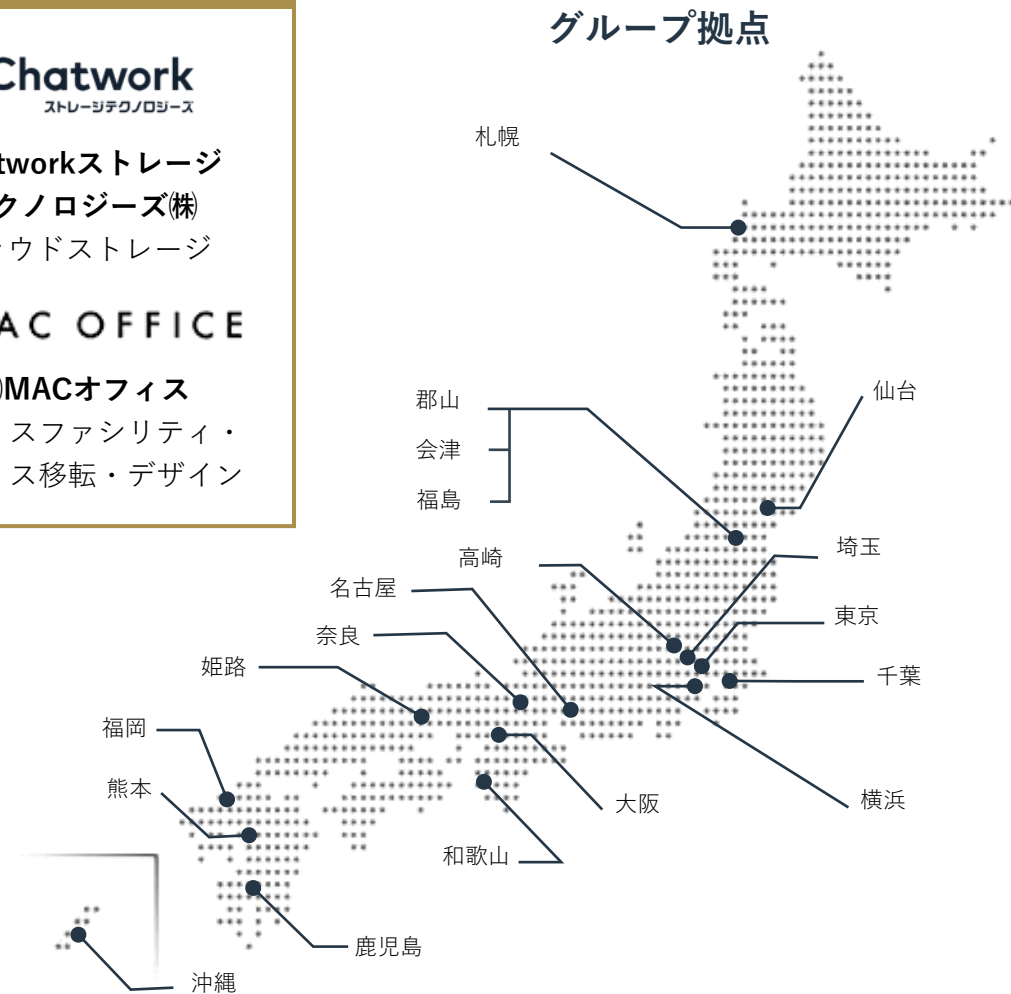 グループ拠点
Chatwork
ストレージテクノロジーズ
tworkストレージ
クノロジーズ㈱
ウドストレージ
AC OFFICE
MACオフィス
スファシリティ・
ス移転・デザイン
札幌
仙台
郡山
会津
福島
高崎
埼玉
名古屋
東京
奈良
姫路
千葉
福岡
熊本
大阪
横浜
和歌山
鹿児島
沖縄